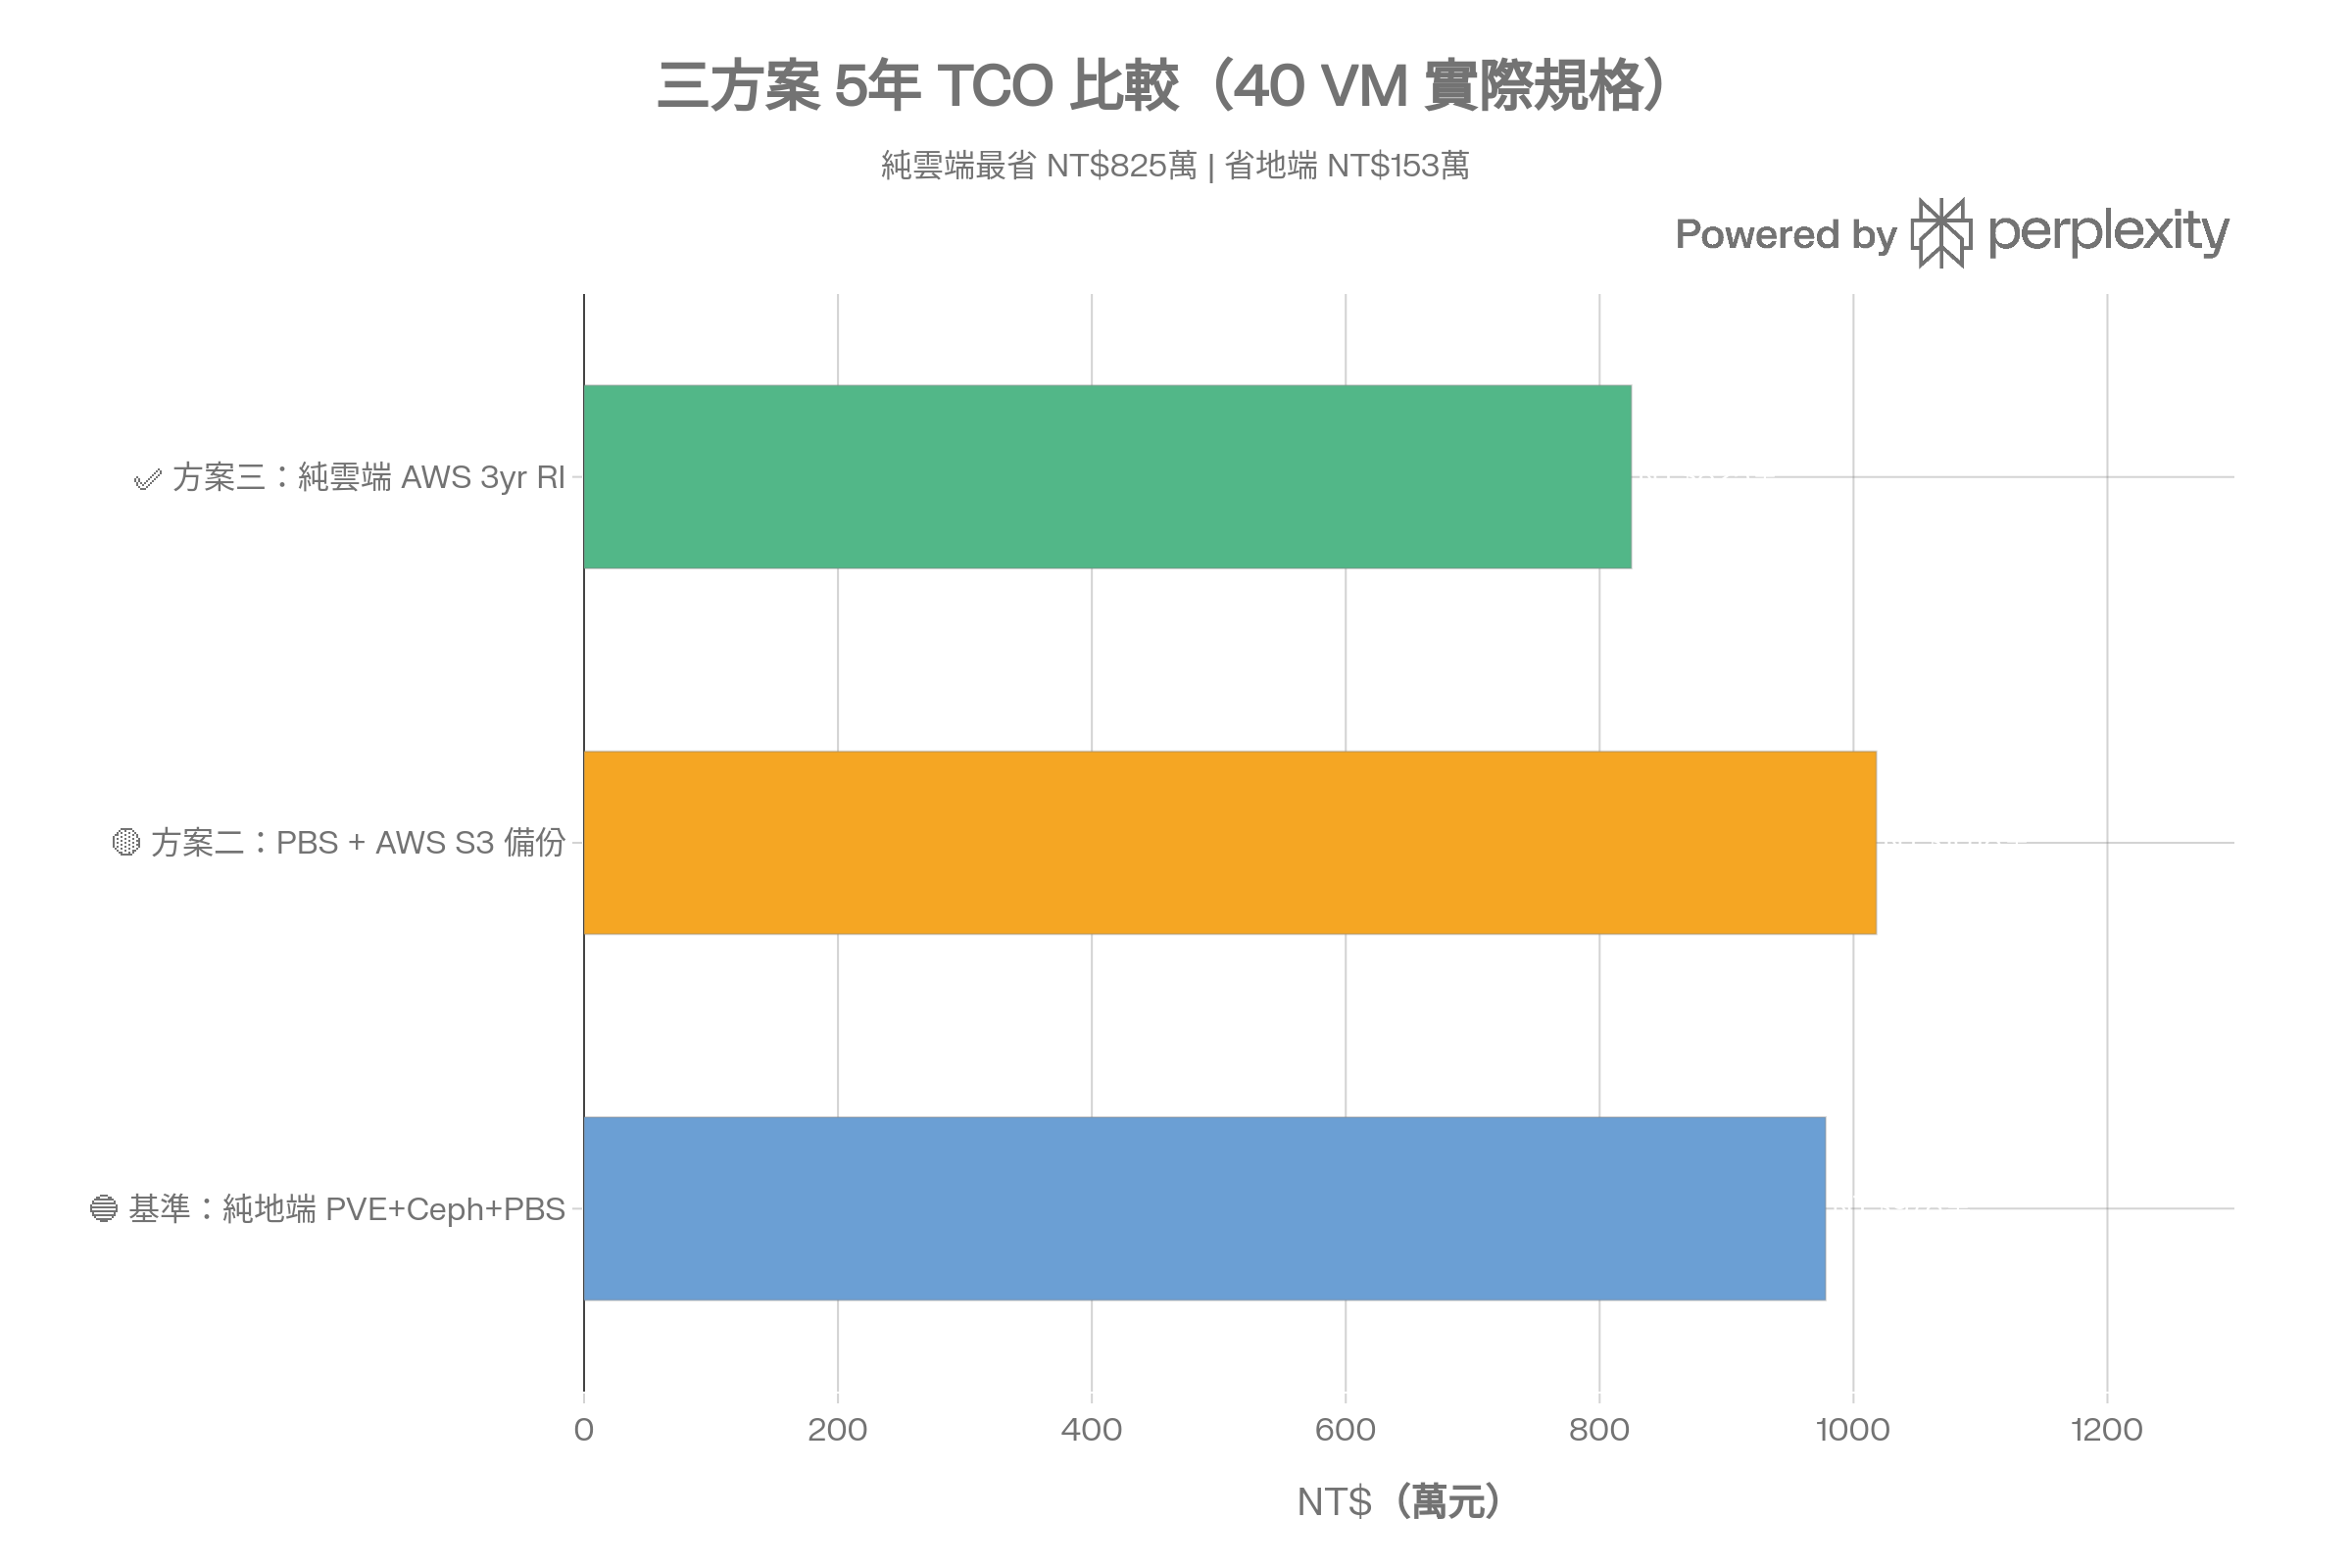 三方案 5年 TCO 比較（40 VM 實際規格）
純雲端最省 NT$825萬 | 省地端 NT$153萬
Powered by perplexity
✓ 方案三：純雲端 AWS 3yr RI
方案二：PBS + AWS S3 備份
基準：純地端 PVE+Ceph+PBS
0 200 400 600 800 1000 1200
NT$（萬元）